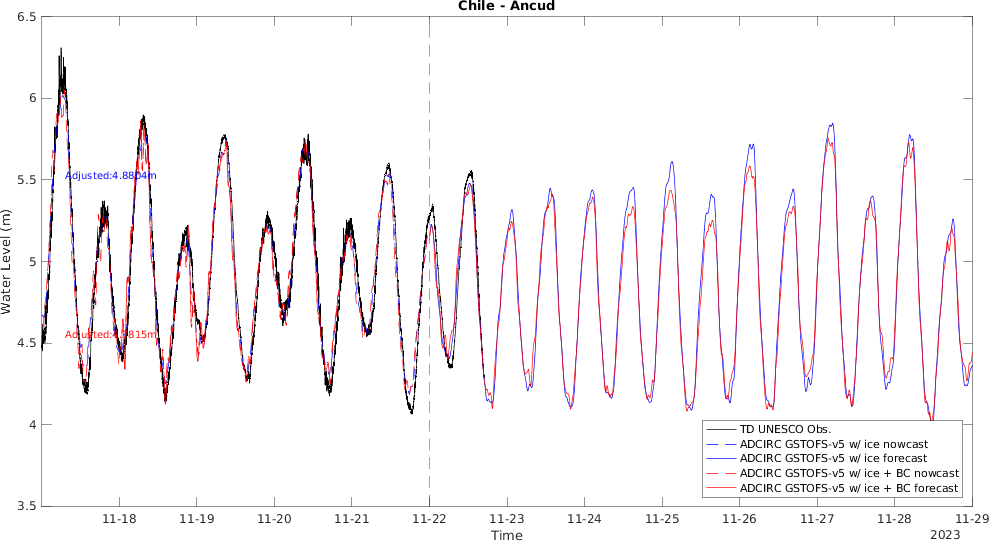 Chile - Ancud
6.5
6
5.5
5
4.5
4
3.5
Water Level (m)
Adjusted:4.8804m
TD UNESCO Obs.
ADCIRC GSTOFS-v5 w/ ice nowcast
ADCIRC GSTOFS-v5 w/ ice forecast
ADCIRC GSTOFS-v5 w/ ice + BC nowcast
ADCIRC GSTOFS-v5 w/ ice + BC forecast
11-18 11-19 11-20 11-21 11-22 11-23 11-24 11-25 11-26 11-27 11-28 11-29
Time
2023